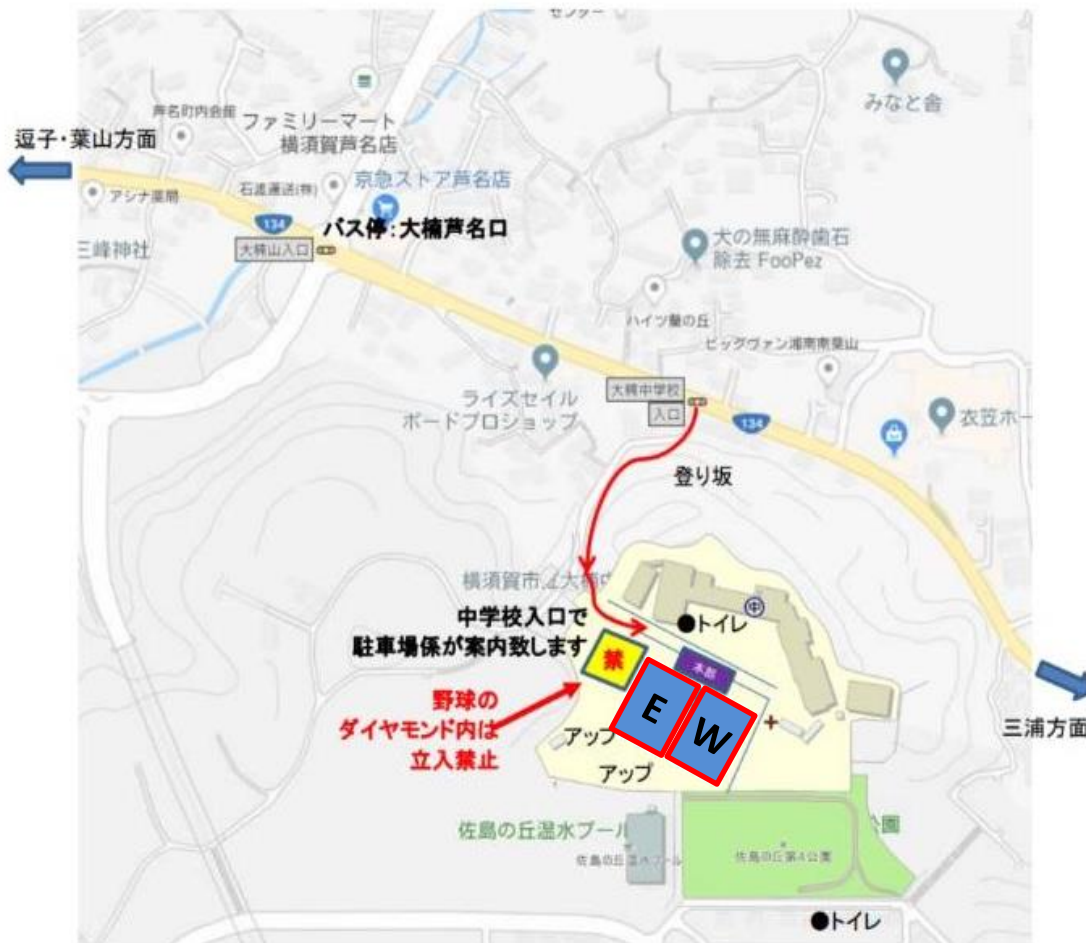 センター
みなと舎
芦名町内会館
ファミリーマート
横須賀芦名店
逗子・葉山方面
アシナ薬局
石渡運送(株)
京急ストア芦名店
134
バス停:大楠芦名口
大楠山入口
三峰神社
犬の無麻酔歯石
除去 FooPez
ハイツ龍の丘
ビッグヴァン湘南南葉山
ライズセイル
ボードプロショップ
大楠中学校
入口
134
衣笠ホー
登り坂
横須賀市立大楠中
中学校入口で
駐車場係が案内致します
中
●トイレ
禁
本部
野球の
ダイヤモンド内は
立入禁止
E
W
アップ
アップ
三浦方面
佐島の丘温水プール
佐島の丘温水プール
公園
佐島の丘第4公園
●トイレ